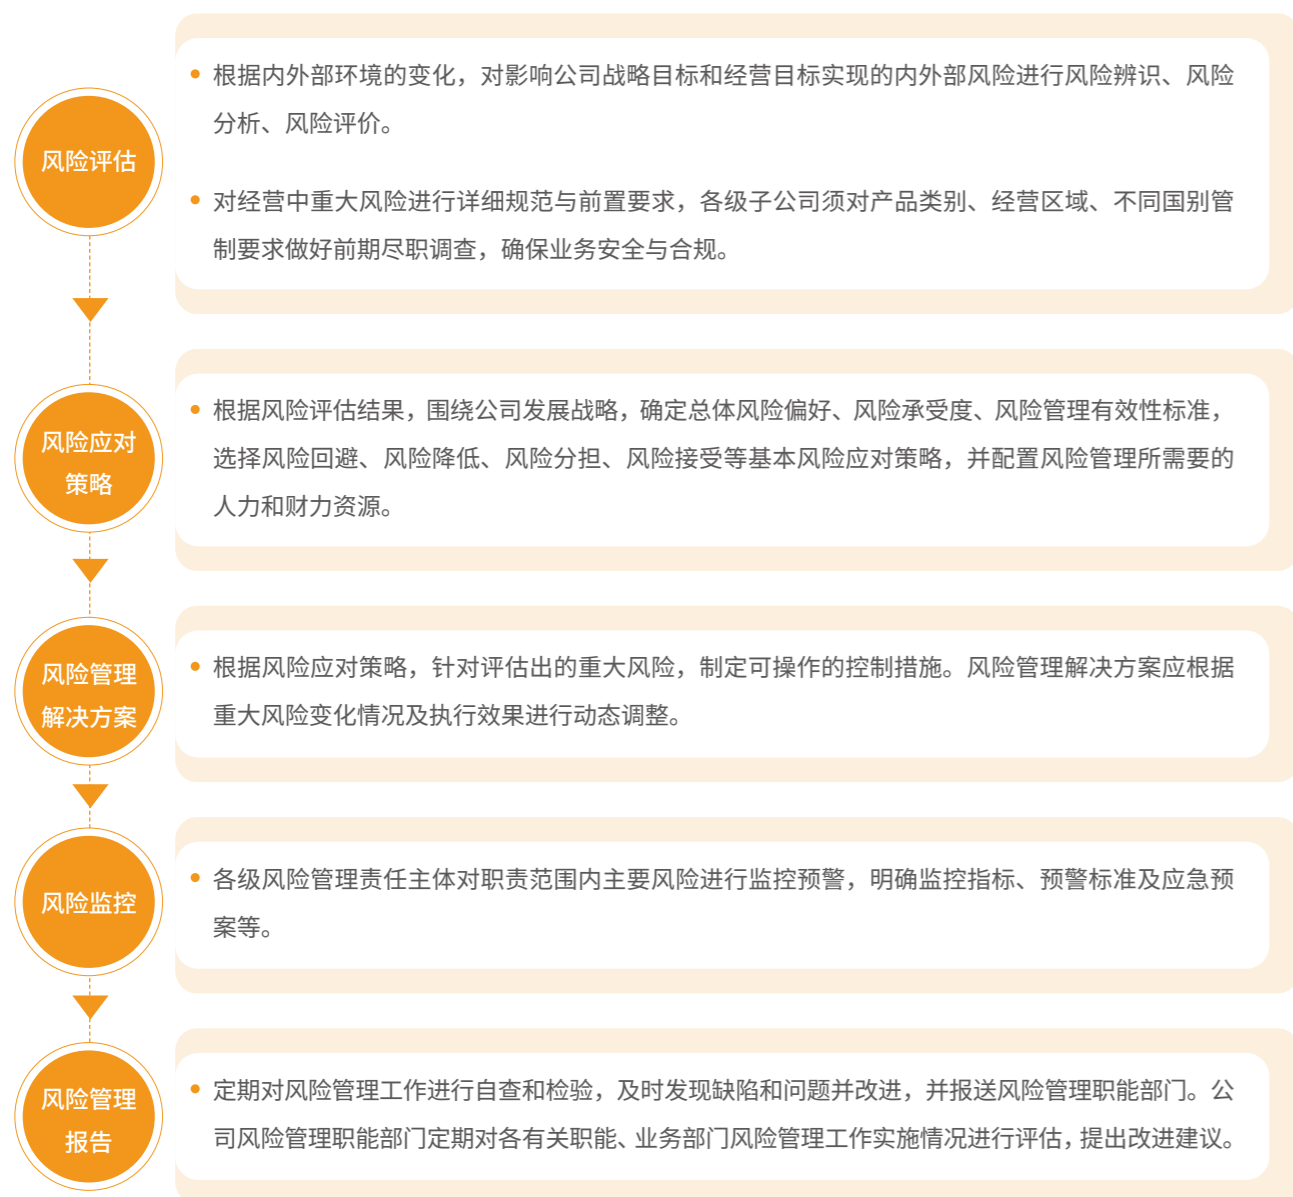 风险评估
根据内外部环境的变化，对影响公司战略目标和经营目标实现的内外部风险进行风险辨识、风险
分析、风险评价。
对经营中重大风险进行详细规范与前置要求，各级子公司须对产品类别、经营区域、不同国别管
制要求做好前期尽职调查，确保业务安全与合规。
风险应对
策略
根据风险评估结果，围绕公司发展战略，确定总体风险偏好、风险承受度、风险管理有效性标准，
选择风险回避、风险降低、风险分担、风险接受等基本风险应对策略，并配置风险管理所需要的
人力和财力资源。
风险管理
解决方案
根据风险应对策略，针对评估出的重大风险，制定可操作的控制措施。风险管理解决方案应根据
重大风险变化情况及执行效果进行动态调整。
风险监控
各级风险管理责任主体对职责范围内主要风险进行监控预警，明确监控指标、预警标准及应急预
案等。
风险管理
报告
定期对风险管理工作进行自查和检验，及时发现缺陷和问题并改进，并报送风险管理职能部门。公
司风险管理职能部门定期对各有关职能、业务部门风险管理工作实施情况进行评估，提出改进建议。